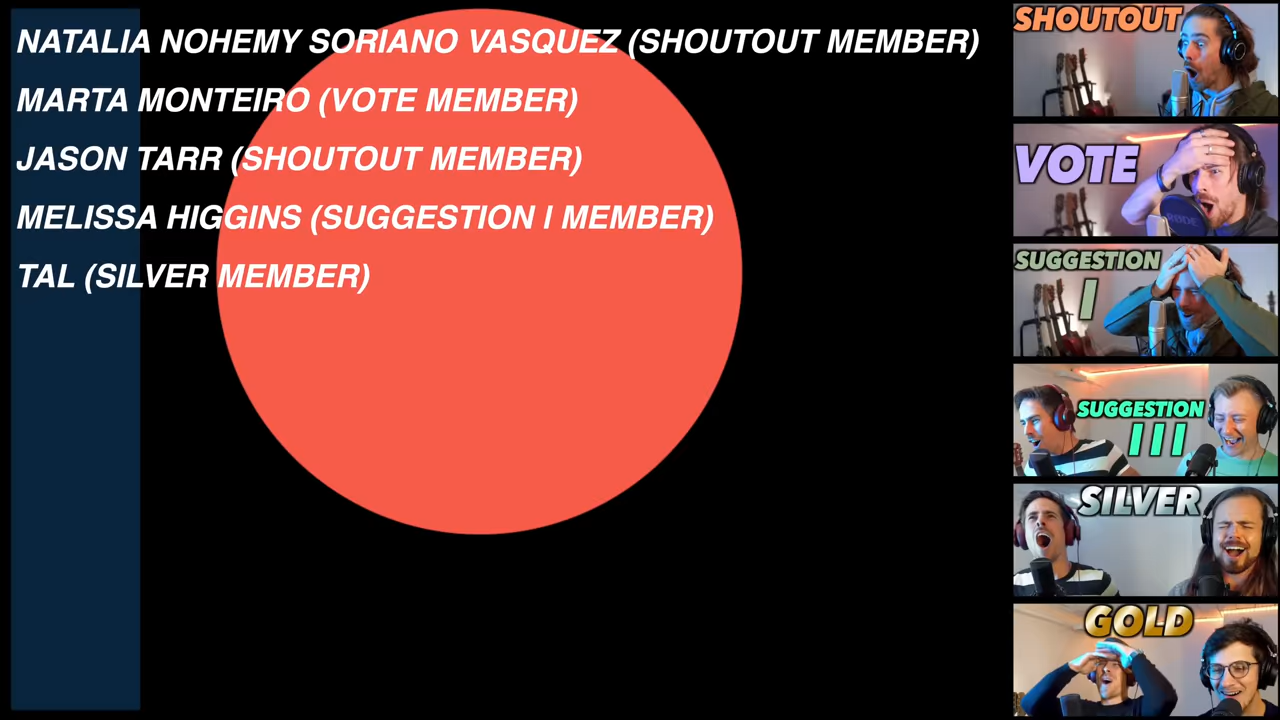 NATALIA NOHEMY SORIANO VASQUEZ (SHOUTOUT MEMBER)
MARTA MONTEIRO (VOTE MEMBER)
JASON TARR (SHOUTOUT MEMBER)
MELISSA HIGGINS (SUGGESTION I MEMBER)
TAL (SILVER MEMBER)
SHOUTOUT
VOTE
RODE
SUGGESTION
I
SUGGESTION
III
SILVER
GOLD